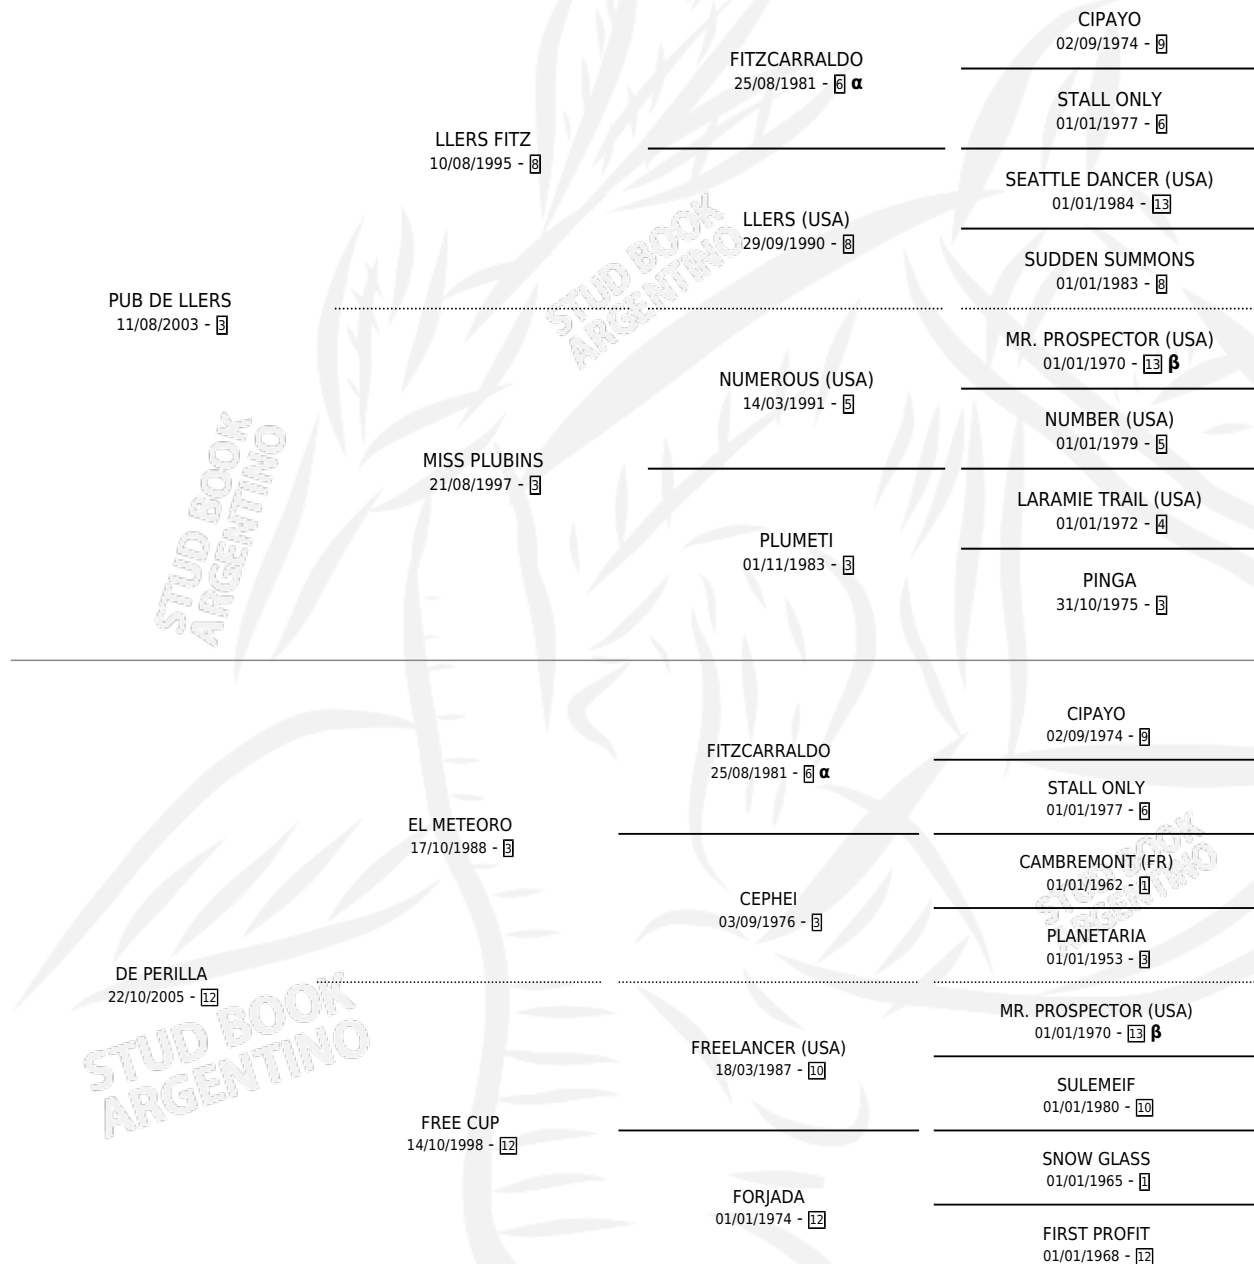 CIPAYO
02/09/1974 - 9
FITZCARRALDO
25/08/1981 - 6 α
STALL ONLY
01/01/1977 - 6
LLERS FITZ
10/08/1995 - 8
SEATTLE DANCER (USA)
01/01/1984 - 13
LLERS (USA)
29/09/1990 - 8
SUDDEN SUMMONS
01/01/1983 - 8
PUB DE LLERS
11/08/2003 - 3
MR. PROSPECTOR (USA)
01/01/1970 - 13 β
NUMEROUS (USA)
14/03/1991 - 5
NUMBER (USA)
01/01/1979 - 5
MISS PLUBINS
21/08/1997 - 3
LARAMIE TRAIL (USA)
01/01/1972 - 4
PLUMETI
01/11/1983 - 3
PINGA
31/10/1975 - 3
STUD BOOK
ARGENTINO
STUD BOOK
ARGENTINO
CIPAYO
02/09/1974 - 9
FITZCARRALDO
25/08/1981 - 6 α
STALL ONLY
01/01/1977 - 6
EL METEORO
17/10/1988 - 3
CAMBREMONT (FR)
01/01/1962 - 1
CEPHEI
03/09/1976 - 3
PLANETARIA
01/01/1953 - 3
DE PERILLA
22/10/2005 - 12
MR. PROSPECTOR (USA)
01/01/1970 - 13 β
FREELANCER (USA)
18/03/1987 - 10
SULEMEIF
01/01/1980 - 10
FREE CUP
14/10/1998 - 12
SNOW GLASS
01/01/1965 - 1
FORJADA
01/01/1974 - 12
FIRST PROFIT
01/01/1968 - 12
STUD BOOK
ARGENTINO
STUD BOOK
ARGENTINO